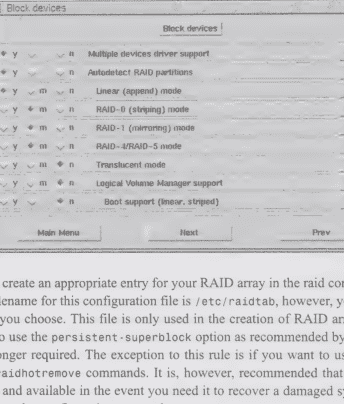 Block devices
Block devices
y n Multiple devices driver support
y n Autodetect RAID partitions
y m n Linear (append) mode
y m n RAID-0 (striping) mode
y m n RAID-1 (mirroring) mode
y m n RAID-4/RAID-5 mode
y m n Translucent mode
y m n Logical Volume Manager support
y n Boot support (linear, striped)
Main Menu Next Prev
create an appropriate entry for your RAID array in the raid con
lename for this configuration file is /etc/raidtab, however, y
you choose. This file is only used in the creation of RAID ar
o use the persistent-superblock option as recommended by
onger required. The exception to this rule is if you want to us
raidhotremove commands. It is, however, recommended that
and available in the event you need it to recover a damaged sy